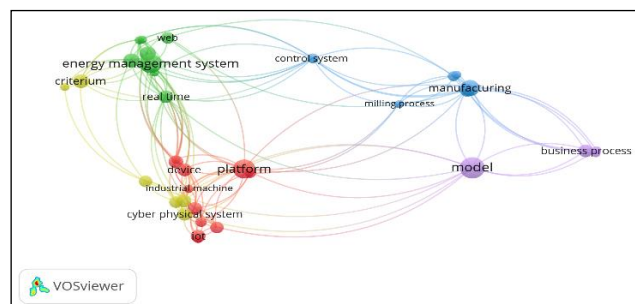 web
control system
energy management system
criterium
manufacturing
real time
milling process
business process
device
platform
model
industrial machine
cyber physical system
iot
VOSviewer